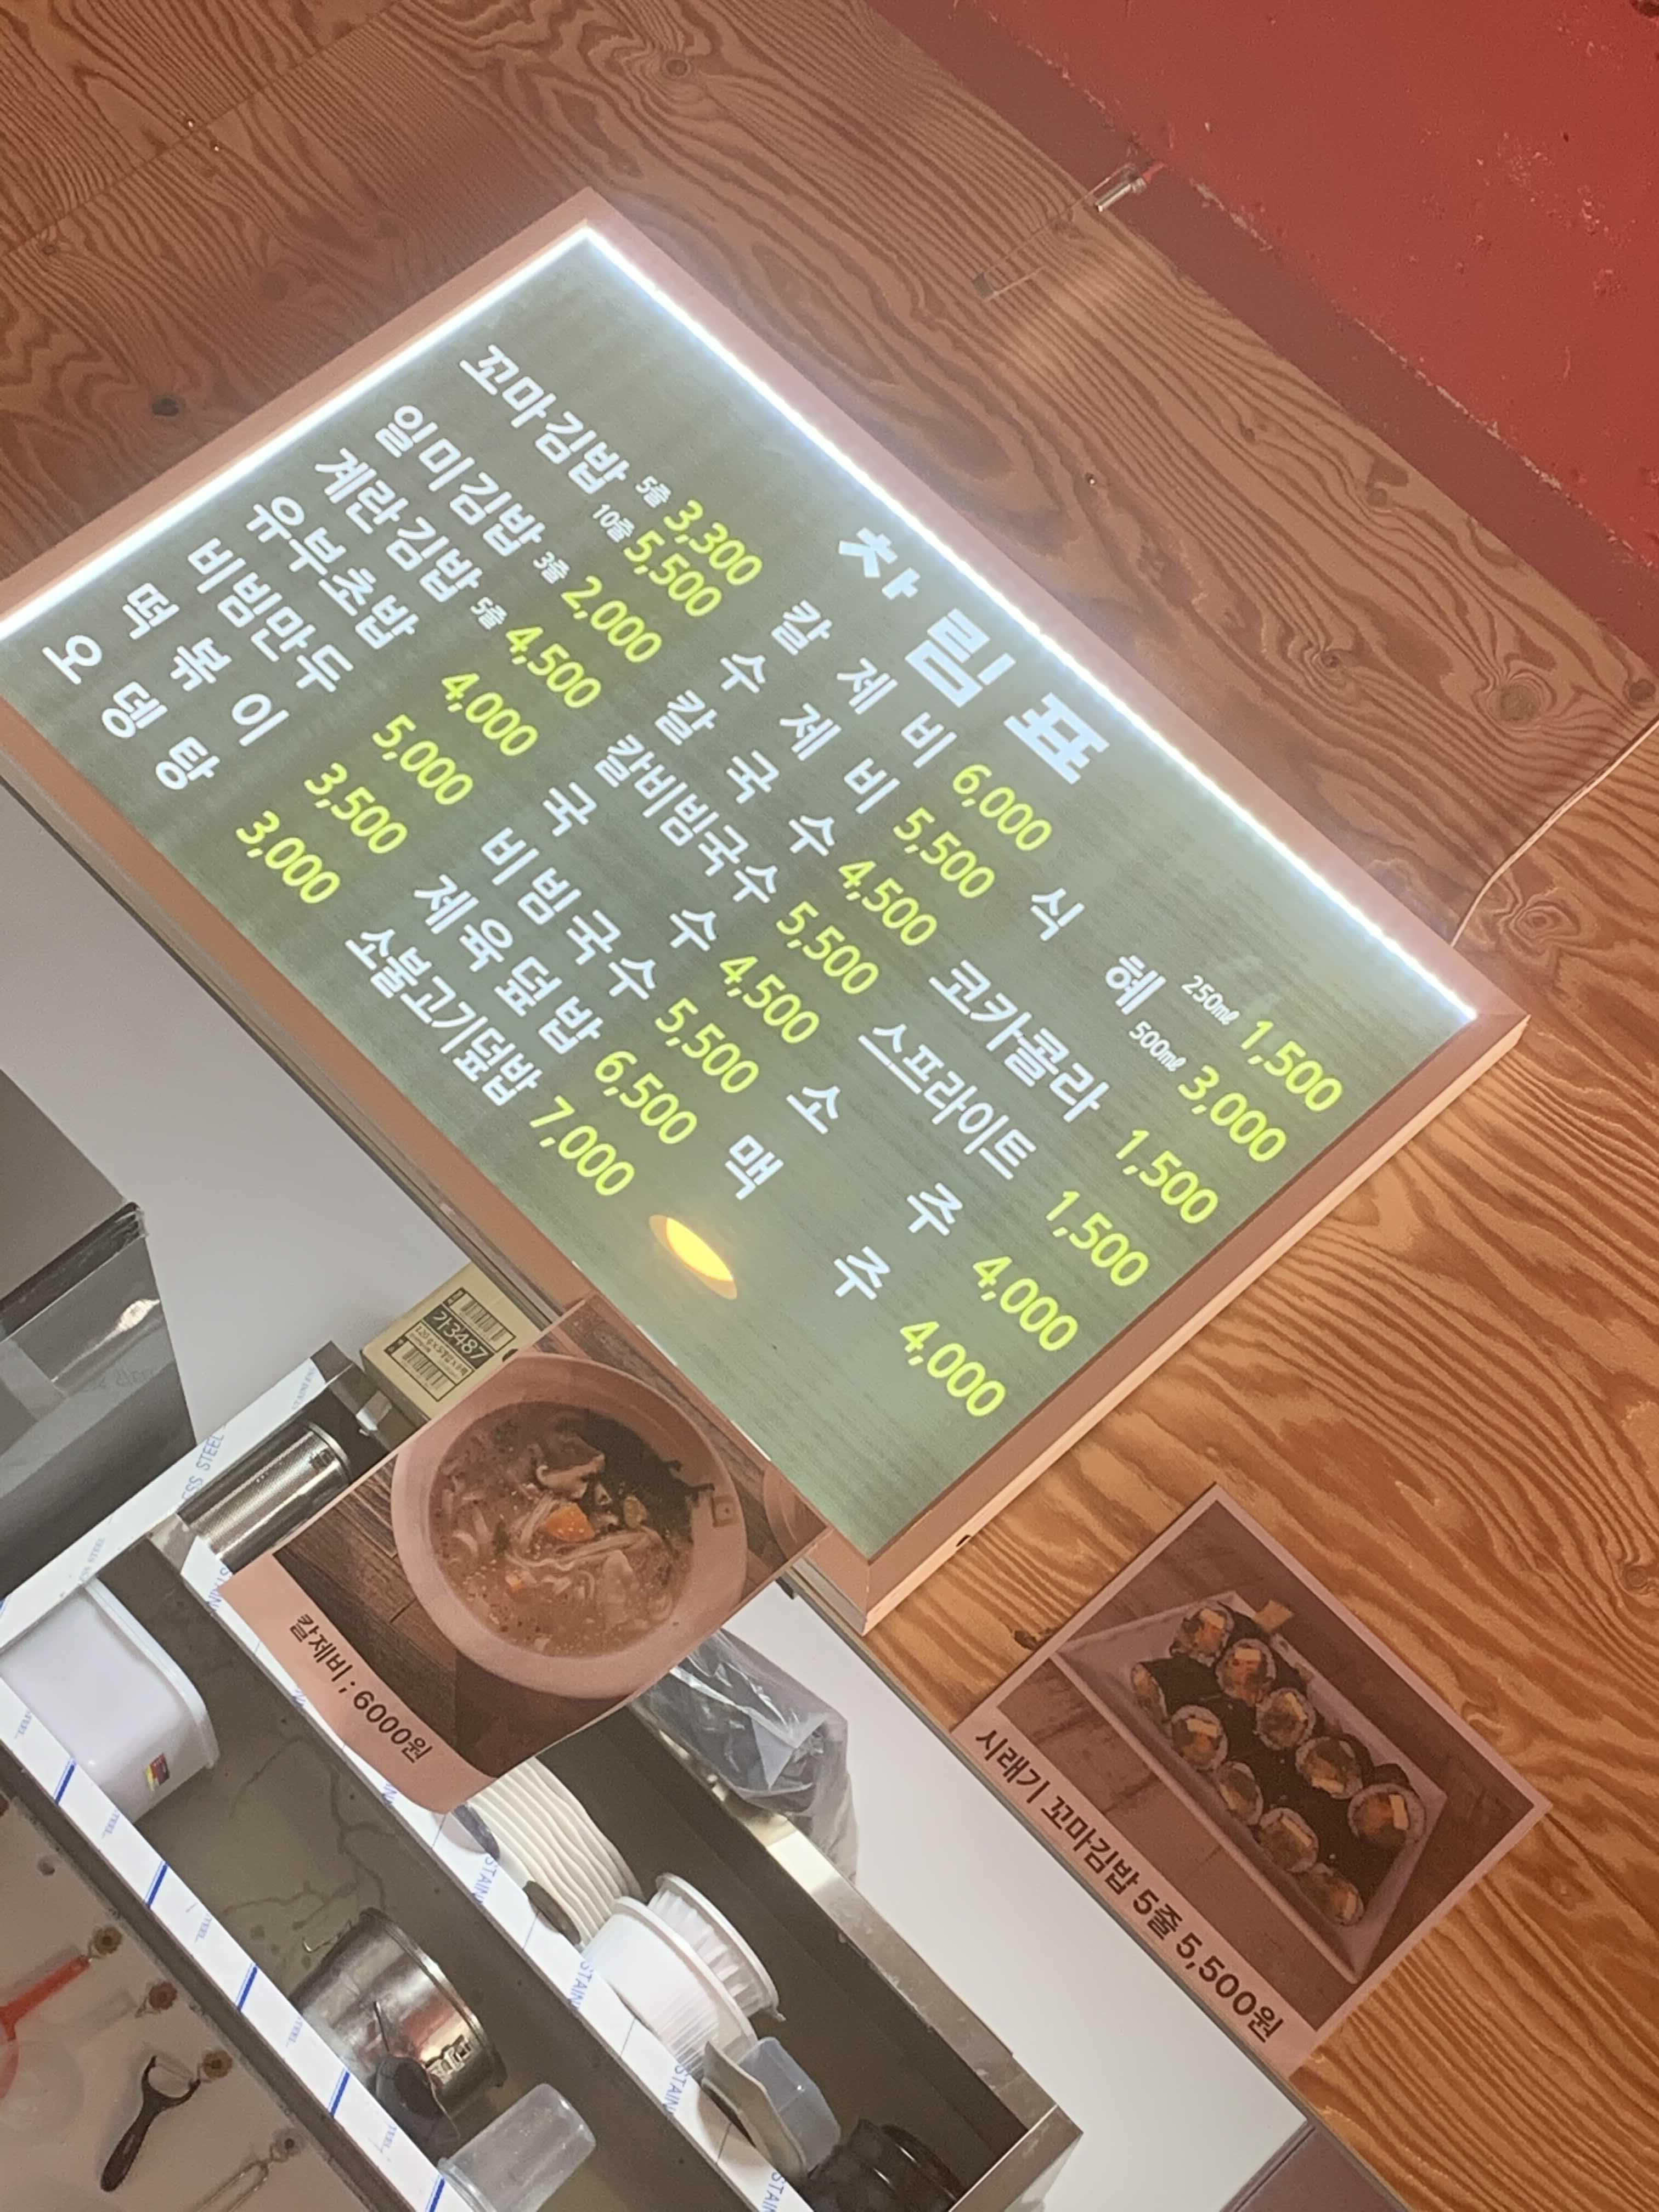 차림표
꼬마김밥 5줄 3,300
10줄 5,500
일미김밥 3줄 2,000
계란김밥 5줄 4,500
유부초밥 4,000
비빔만두 5,000
떡볶이 3,500
오뎅탕 3,000
칼제비 6,000
수제비 5,500
칼국수 4,500
칼비빔국수 5,500
국수 4,500
비빔국수 5,500
제육덮밥 6,500
소불고기덮밥 7,000
식혜 250㎖ 1,500
500㎖ 3,000
코카콜라 1,500
스프라이트 1,500
소주 4,000
맥주 4,000
칼제비 ; 6000원
시래기 꼬마김밥 5줄 5,500원